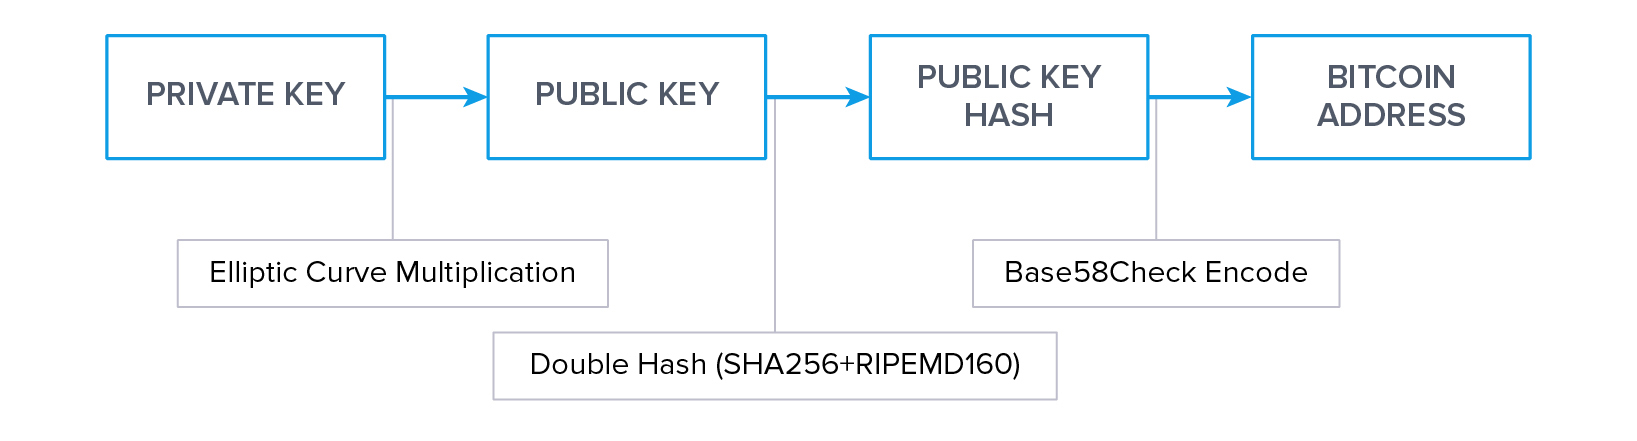 PRIVATE KEY
PUBLIC KEY
PUBLIC KEY
HASH
BITCOIN
ADDRESS
Elliptic Curve Multiplication
Base58Check Encode
Double Hash (SHA256+RIPEMD160)